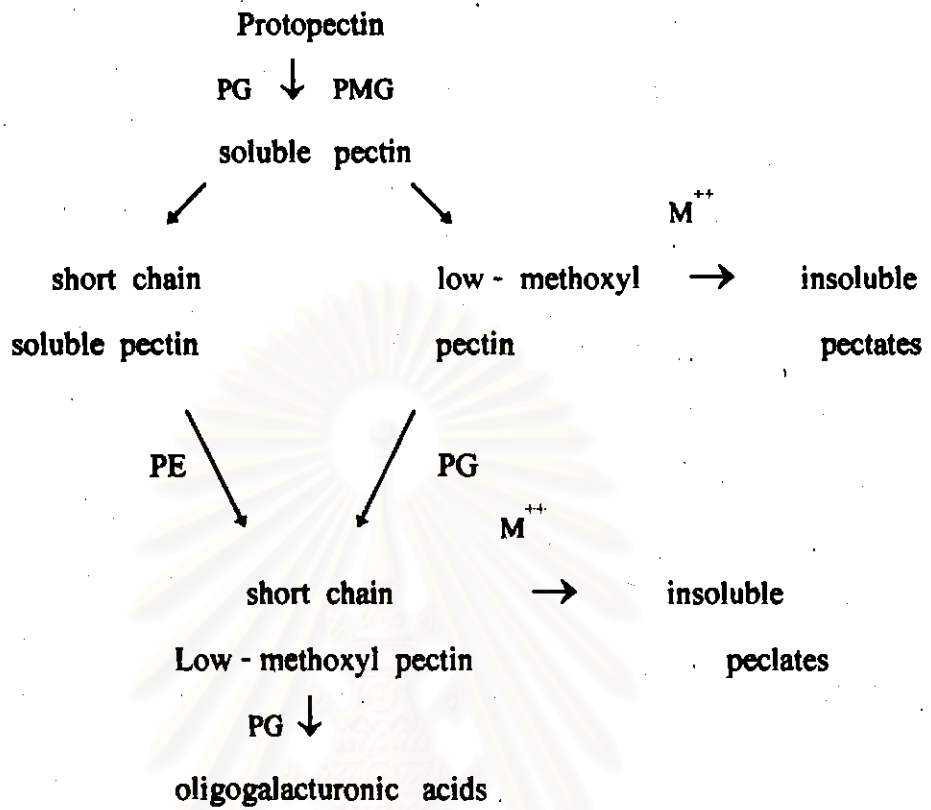 Protopectin
PG ↓ PMG
soluble pectin
M++
short chain low - methoxyl → insoluble
soluble pectin pectin pectates
PE PG
M++
short chain → insoluble
Low - methoxyl pectin peclates
PG ↓
oligogalacturonic acids